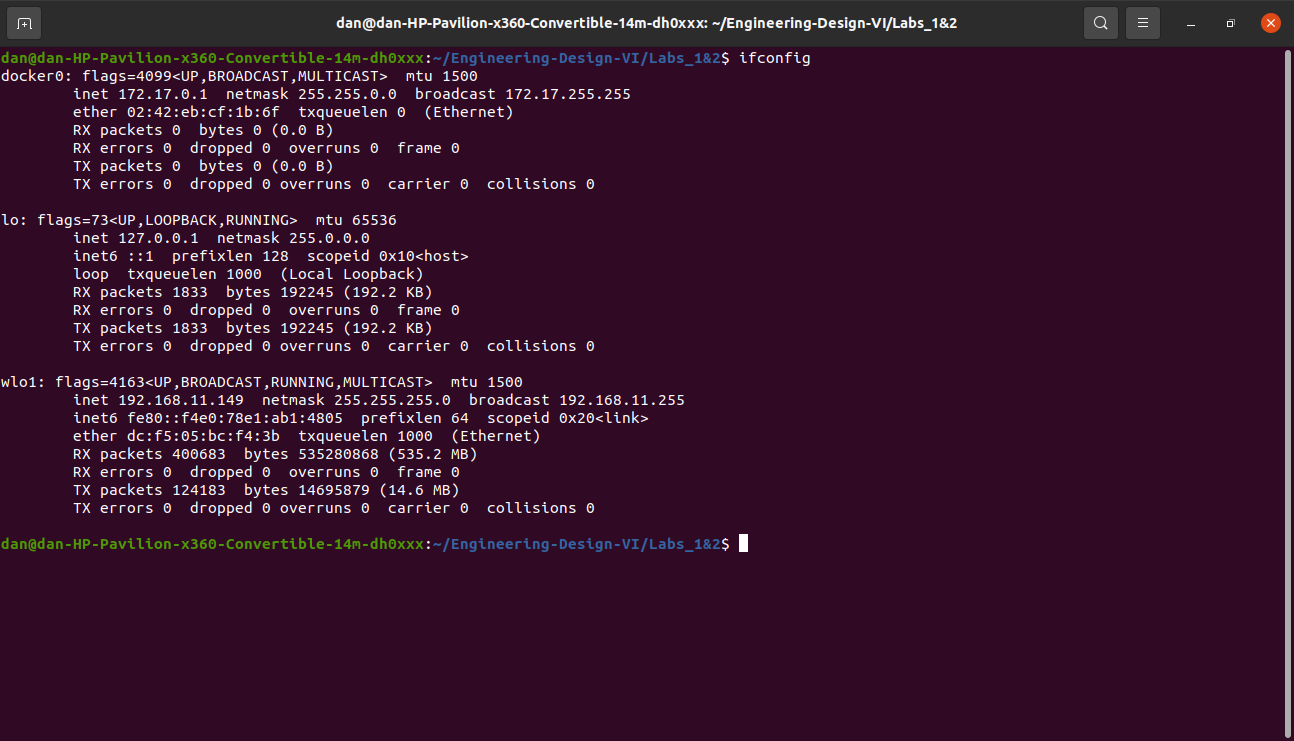 dan@dan-HP-Pavilion-x360-Convertible-14m-dh0xxx: ~/Engineering-Design-VI/Labs_1&2
dan@dan-HP-Pavilion-x360-Convertible-14m-dh0xxx:~/Engineering-Design-VI/Labs_1&2$ ifconfig
docker0: flags=4099<UP,BROADCAST,MULTICAST>  mtu 1500
        inet 172.17.0.1  netmask 255.255.0.0  broadcast 172.17.255.255
        ether 02:42:eb:cf:1b:6f  txqueuelen 0  (Ethernet)
        RX packets 0  bytes 0 (0.0 B)
        RX errors 0  dropped 0  overruns 0  frame 0
        TX packets 0  bytes 0 (0.0 B)
        TX errors 0  dropped 0 overruns 0  carrier 0  collisions 0

lo: flags=73<UP,LOOPBACK,RUNNING>  mtu 65536
        inet 127.0.0.1  netmask 255.0.0.0
        inet6 ::1  prefixlen 128  scopeid 0x10<host>
        loop  txqueuelen 1000  (Local Loopback)
        RX packets 1833  bytes 192245 (192.2 KB)
        RX errors 0  dropped 0  overruns 0  frame 0
        TX packets 1833  bytes 192245 (192.2 KB)
        TX errors 0  dropped 0 overruns 0  carrier 0  collisions 0

wlo1: flags=4163<UP,BROADCAST,RUNNING,MULTICAST>  mtu 1500
        inet 192.168.11.149  netmask 255.255.255.0  broadcast 192.168.11.255
        inet6 fe80::f4e0:78e1:ab1:4805  prefixlen 64  scopeid 0x20<link>
        ether dc:f5:05:bc:f4:3b  txqueuelen 1000  (Ethernet)
        RX packets 400683  bytes 535280868 (535.2 MB)
        RX errors 0  dropped 0  overruns 0  frame 0
        TX packets 124183  bytes 14695879 (14.6 MB)
        TX errors 0  dropped 0 overruns 0  carrier 0  collisions 0

dan@dan-HP-Pavilion-x360-Convertible-14m-dh0xxx:~/Engineering-Design-VI/Labs_1&2$